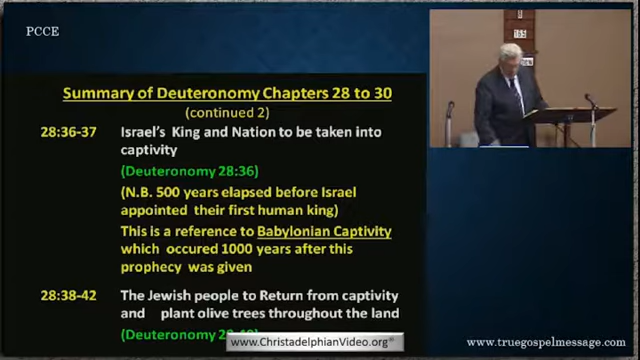 PCCE
Summary of Deuteronomy Chapters 28 to 30
(continued 2)
28:36-37 Israel's King and Nation to be taken into
captivity
(Deuteronomy 28:36)
(N.B. 500 years elapsed before Israel
appointed their first human king)
This is a reference to Babylonian Captivity
which occured 1000 years after this
prophecy was given
28:38-42 The Jewish people to Return from captivity
and plant olive trees throughout the land
(Deuteronomy
www.ChristadelphianVideo.org
www.truegospelmessage.com
165